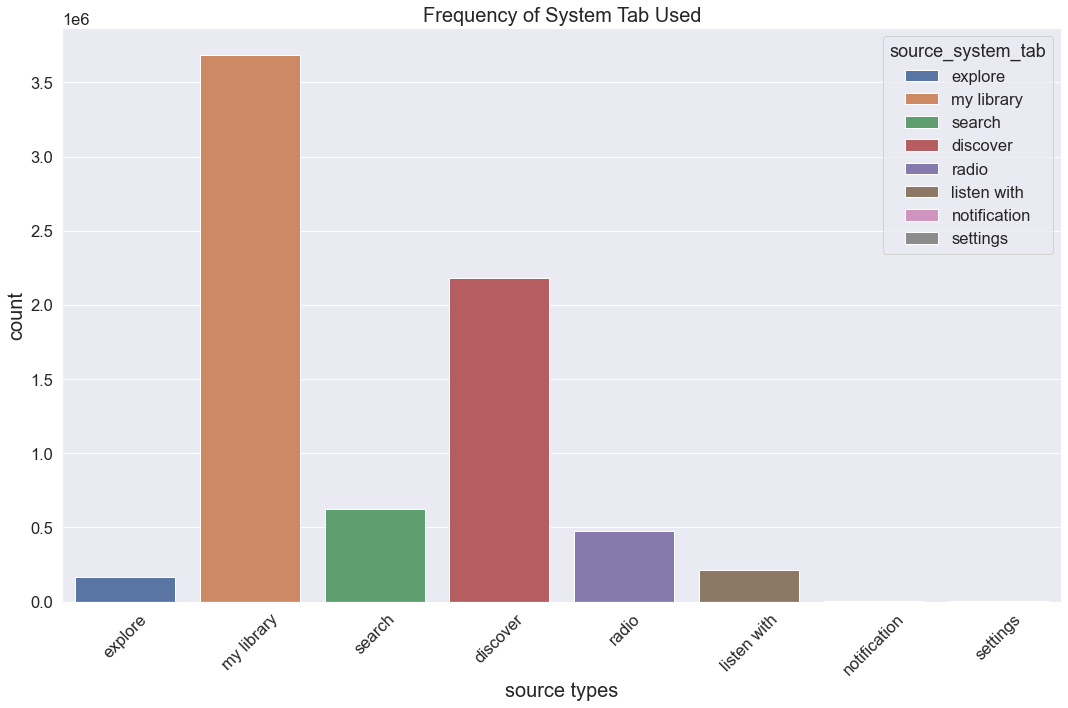 Frequency of System Tab Used
1e6
3.5
3.0
2.5
2.0
1.5
1.0
0.5
0.0
count
source_system_tab
explore
my library
search
discover
radio
listen with
notification
settings
explore
my library
search
discover
radio
listen with
notification
settings
source types